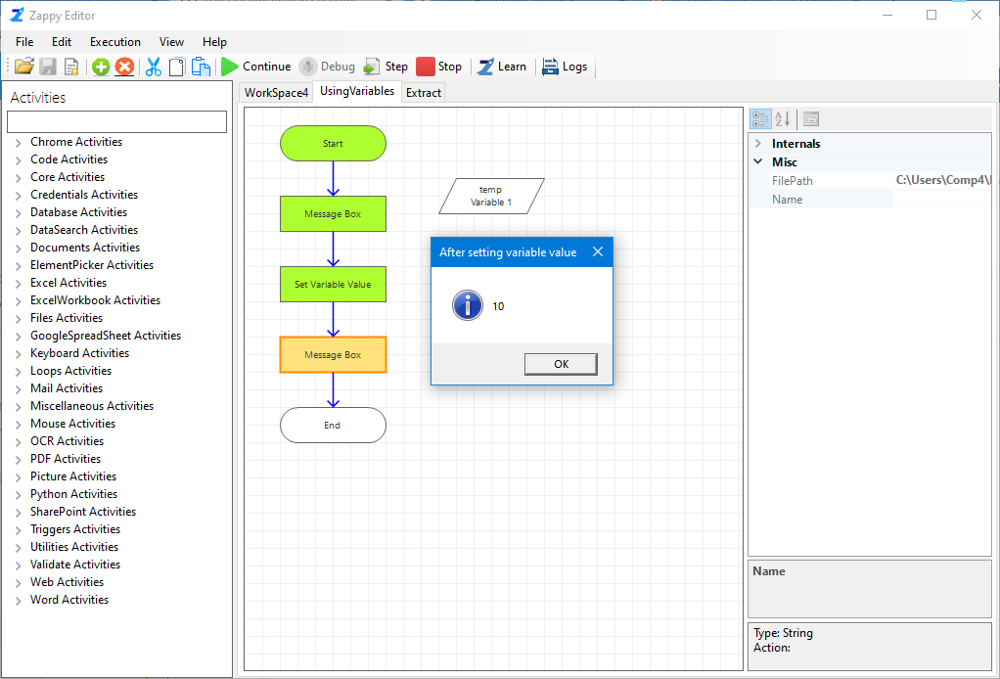 Zappy Editor
File Edit Execution View Help
Continue Debug Step Stop Learn Logs
Activities
Chrome Activities
Code Activities
Core Activities
Credentials Activities
Database Activities
DataSearch Activities
Documents Activities
ElementPicker Activities
Excel Activities
ExcelWorkbook Activities
Files Activities
GoogleSpreadSheet Activities
Keyboard Activities
Loops Activities
Mail Activities
Miscellaneous Activities
Mouse Activities
OCR Activities
PDF Activities
Picture Activities
Python Activities
SharePoint Activities
Triggers Activities
Utilities Activities
Validate Activities
Web Activities
Word Activities
WorkSpace4 UsingVariables Extract
Start
Message Box
Set Variable Value
Message Box
End
temp
Variable 1
After setting variable value
10
OK
Internals
Misc
FilePath C:\Users\Comp4\
Name
Name
Type: String
Action: